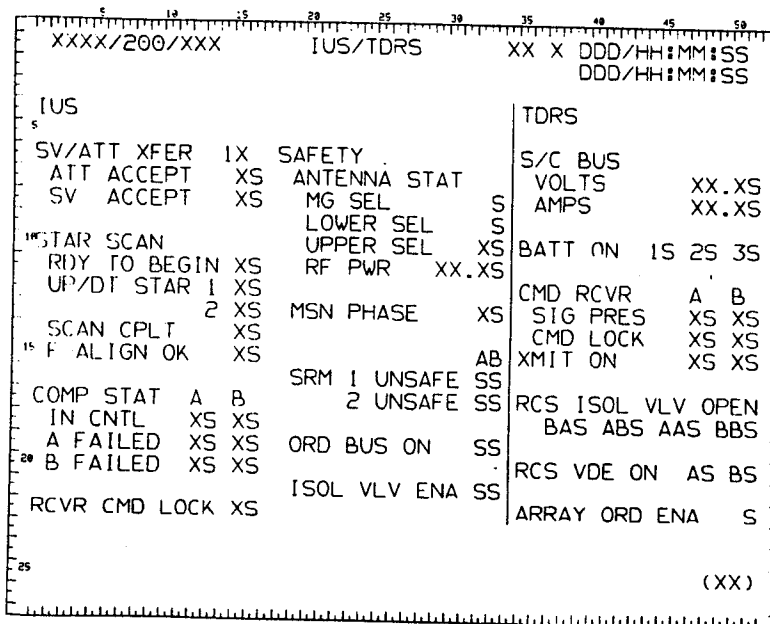 5 10 15 20 25 30 35 40 45 50
XXXX/200/XXX IUS/TDRS XX X DDD/HH:MM:SS
DDD/HH:MM:SS
IUS TDRS
5
SV/ATT XFER 1X SAFETY S/C BUS
ATT ACCEPT XS ANTENNA STAT VOLTS XX.XS
SV ACCEPT XS MG SEL S AMPS XX.XS
LOWER SEL S
10 STAR SCAN UPPER SEL XS BATT ON 1S 2S 3S
RDY TO BEGIN XS RF PWR XX.XS
UP/DT STAR 1 XS CMD RCVR A B
2 XS MSN PHASE XS SIG PRES XS XS
SCAN CPLT XS CMD LOCK XS XS
15 F ALIGN OK XS AB XMIT ON XS XS
SRM 1 UNSAFE SS
COMP STAT A B 2 UNSAFE SS RCS ISOL VLV OPEN
IN CNTL XS XS BAS ABS AAS BBS
A FAILED XS XS ORD BUS ON SS
20 B FAILED XS XS RCS VDE ON AS BS
ISOL VLV ENA SS
RCVR CMD LOCK XS ARRAY ORD ENA S
25
(XX)